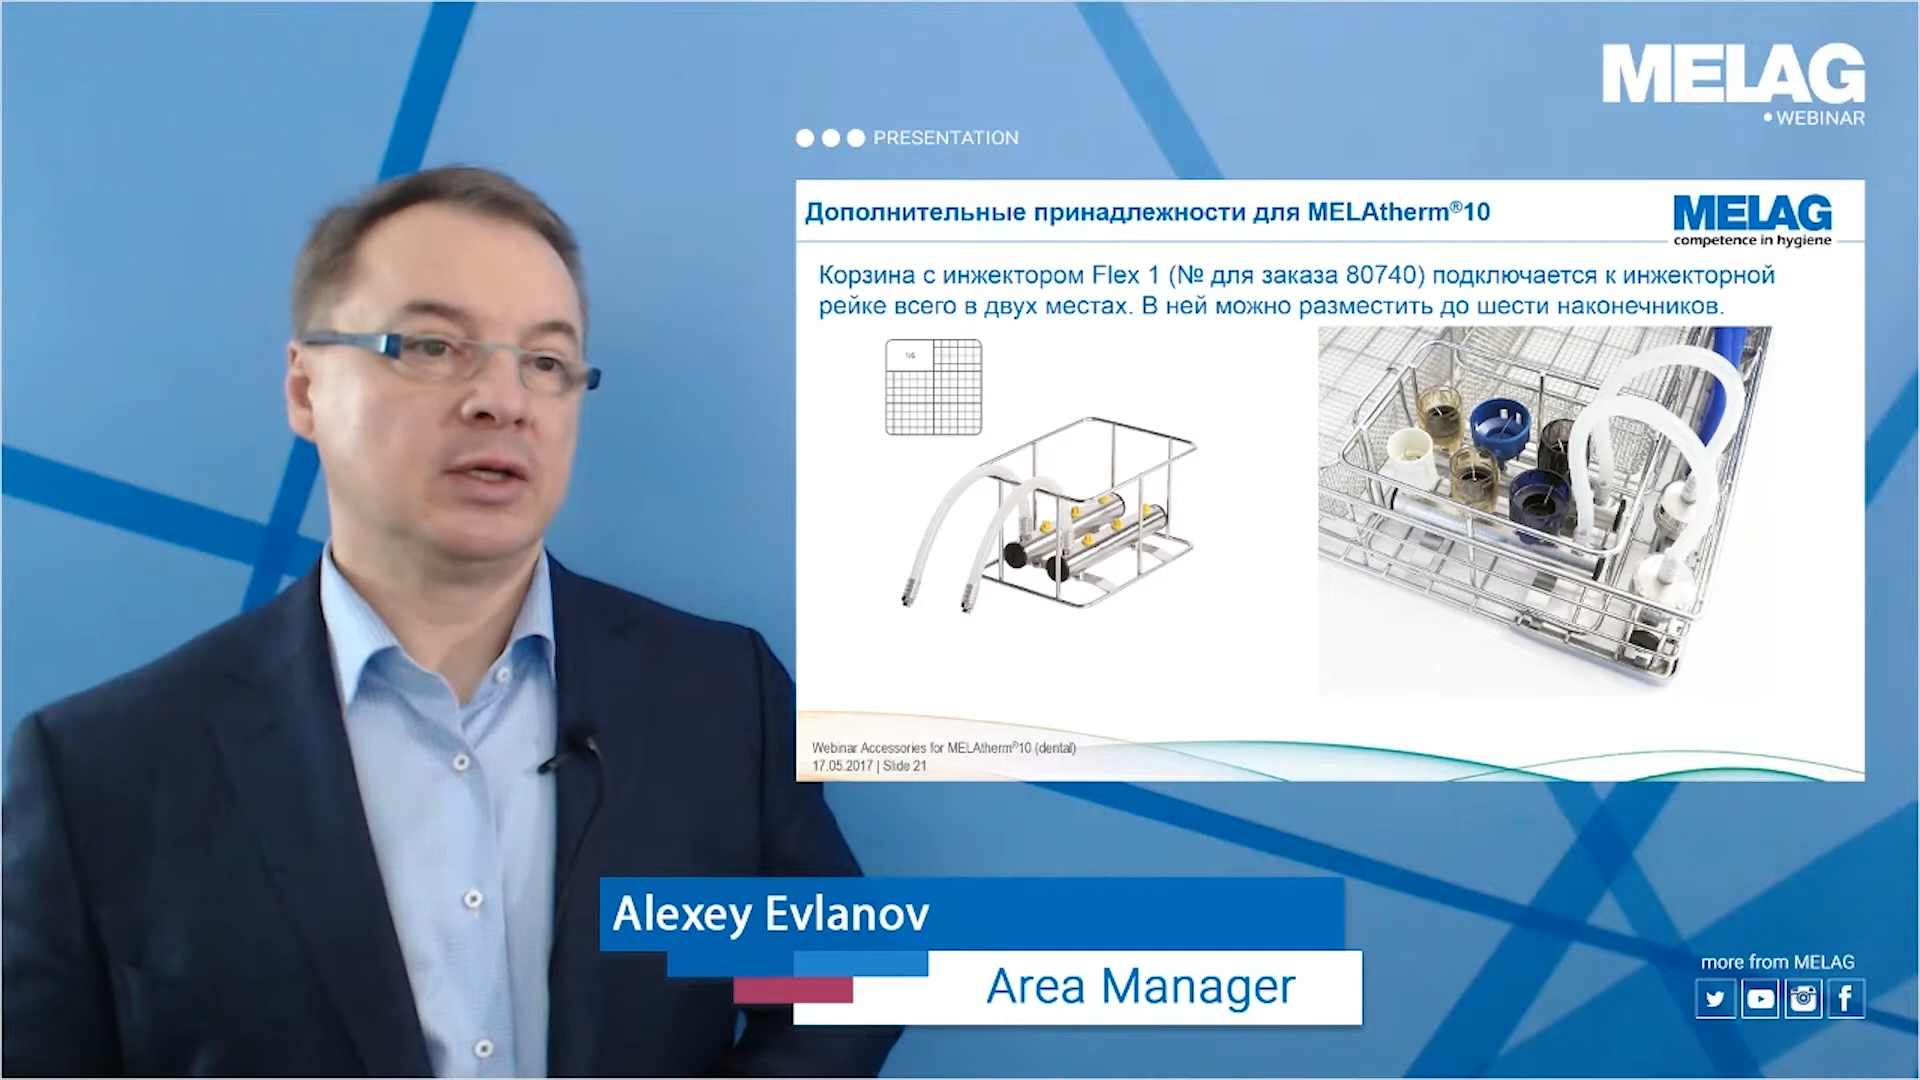 MELAG
• WEBINAR
PRESENTATION
Дополнительные принадлежности для MELAtherm®10
MELAG
competence in hygiene
Корзина с инжектором Flex 1 (№ для заказа 80740) подключается к инжекторной
рейке всего в двух местах. В ней можно разместить до шести наконечников.
1/6
Webinar Accessories for MELAtherm®10 (dental)
17.05.2017 | Slide 21
Alexey Evlanov
Area Manager
more from MELAG